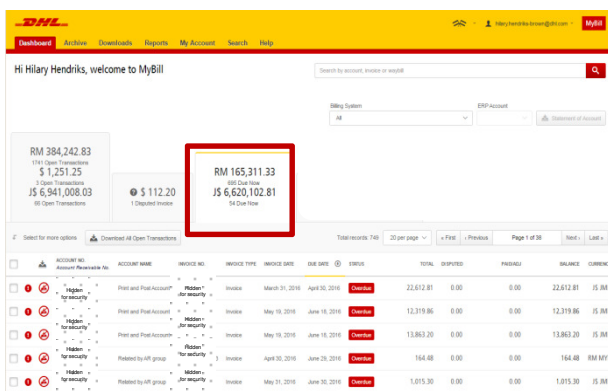 DHL
Hilary.hendriks-brown@dhl.com
MyBill
Dashboard Archive Downloads Reports My Account Search Help
Hi Hilary Hendriks, welcome to MyBill
Search by account, invoice or waybill
Billing System ERP Account
All Statement of Account
RM 384,242.83
1741 Open Transactions
$ 1,251.25
3 Open Transactions
J$ 6,941,008.03
88 Open Transactions
$ 112.20
1 Disputed Invoice
RM 165,311.33
695 Due Now
J$ 6,620,102.81
54 Due Now
Select for more options Download All Open Transactions Total records: 749 20 per page « First ‹ Previous Page 1 of 38 Next › Last »
ACCOUNT NO. ACCOUNT NAME INVOICE NO. INVOICE TYPE INVOICE DATE DUE DATE STATUS TOTAL DISPUTED PAID/ADJ BALANCE CURRENC
Account Receivable No.
Hidden for security Print and Post Account Hidden for security Invoice March 31, 2016 April 30, 2016 Overdue 22,612.81 0.00 0.00 22,612.81 J$ JM
Hidden for security Print and Post Account Hidden for security Invoice May 19, 2016 June 18, 2016 Overdue 12,319.86 0.00 0.00 12,319.86 J$ JM
Hidden for security Print and Post Account Invoice May 19, 2016 June 18, 2016 Overdue 13,863.20 0.00 0.00 13,863.20 J$ JM
Hidden for security Related by AR group Hidden for security Invoice April 30, 2016 June 29, 2016 Overdue 164.48 0.00 0.00 164.48 RM MY
Hidden for security Related by AR group Hidden for security Invoice May 31, 2016 June 30, 2016 Overdue 1,015.30 0.00 0.00 1,015.30 J$ JM